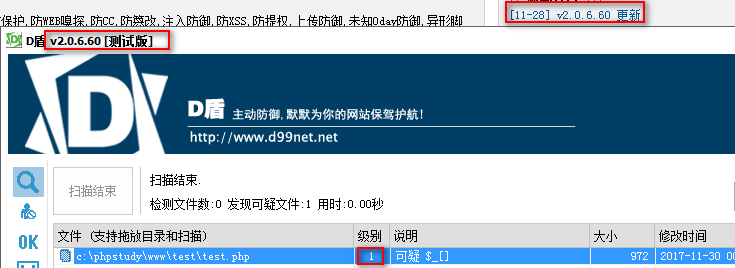 保护,防WEB嗅探,防CC,防篡改,注入防御,防XSS,防提权,上传防御,未知0day防御,异形脚
[11-28] v2.0.6.60 更新
D盾 v2.0.6.60 [测试版]
D盾 主动防御,默默为你的网站保驾护航!
http://www.d99net.net
扫描结束
扫描结束.
检测文件数:0 发现可疑文件:1 用时:0.00秒
OK
文件 (支持拖放目录和扫描) 级别 说明 大小 修改时间
c:\phpstudy\www\test\test.php 1 可疑 $_[] 972 2017-11-30 0